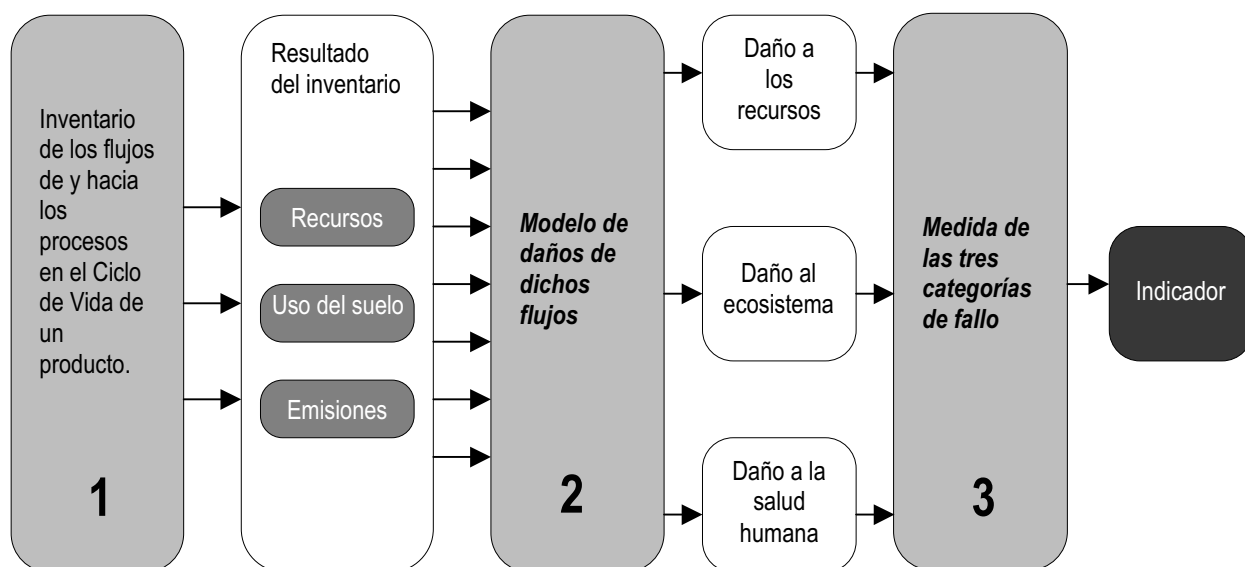 Inventario
de los flujos
de y hacia
los
procesos
en el Ciclo
de Vida de
un
producto.
1
Resultado
del inventario
Recursos
Uso del suelo
Emisiones
Modelo de
daños de
dichos
flujos
2
Daño a
los
recursos
Daño al
ecosistema
Daño a la
salud
humana
Medida de
las tres
categorías
de fallo
3
Indicador